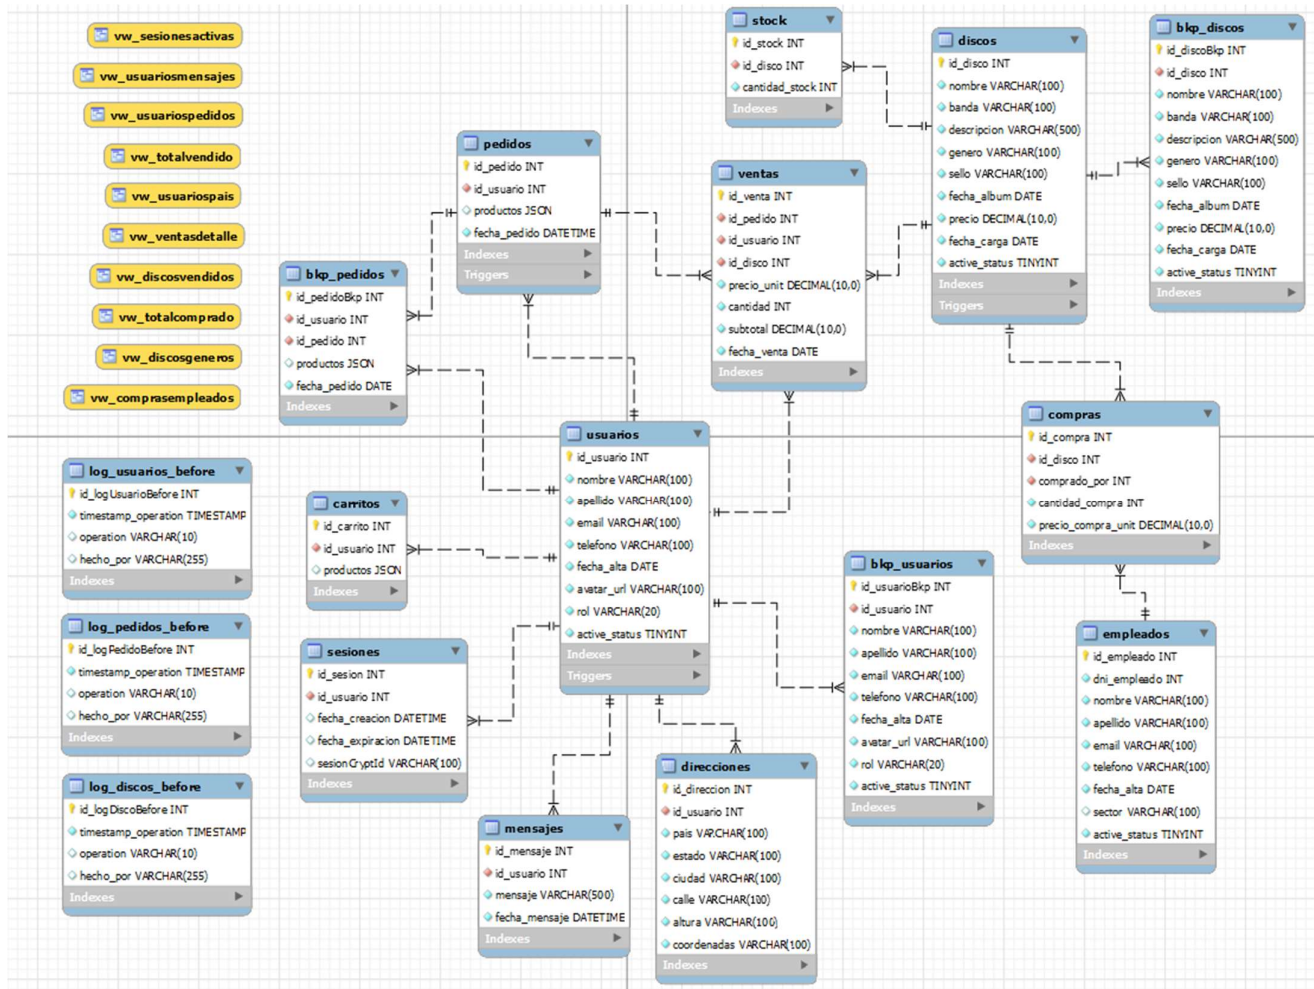 vw_sesionesactivas
vw_usuariosmensajes
vw_usuariospedidos
vw_totalvendido
vw_usuariospais
vw_ventasdetalle
vw_discosvendidos
vw_totalcomprado
vw_discosgeneros
vw_comprasempleados
stock
id_stock INT
id_disco INT
cantidad_stock INT
Indexes
discos
id_disco INT
nombre VARCHAR(100)
banda VARCHAR(100)
descripcion VARCHAR(500)
genero VARCHAR(100)
sello VARCHAR(100)
fecha_album DATE
precio DECIMAL(10,0)
fecha_carga DATE
active_status TINYINT
Indexes
Triggers
bkp_discos
id_discoBkp INT
id_disco INT
nombre VARCHAR(100)
banda VARCHAR(100)
descripcion VARCHAR(500)
genero VARCHAR(100)
sello VARCHAR(100)
fecha_album DATE
precio DECIMAL(10,0)
fecha_carga DATE
active_status TINYINT
Indexes
pedidos
id_pedido INT
id_usuario INT
productos JSON
fecha_pedido DATETIME
Indexes
Triggers
ventas
id_venta INT
id_pedido INT
id_usuario INT
id_disco INT
precio_unit DECIMAL(10,0)
cantidad INT
subtotal DECIMAL(10,0)
fecha_venta DATE
Indexes
bkp_pedidos
id_pedidoBkp INT
id_usuario INT
id_pedido INT
productos JSON
fecha_pedido DATE
Indexes
usuarios
id_usuario INT
nombre VARCHAR(100)
apellido VARCHAR(100)
email VARCHAR(100)
telefono VARCHAR(100)
fecha_alta DATE
avatar_url VARCHAR(100)
rol VARCHAR(20)
active_status TINYINT
Indexes
Triggers
compras
id_compra INT
id_disco INT
comprado_por INT
cantidad_compra INT
precio_compra_unit DECIMAL(10,0)
Indexes
log_usuarios_before
id_logUsuarioBefore INT
timestamp_operation TIMESTAMP
operation VARCHAR(10)
hecho_por VARCHAR(255)
Indexes
carritos
id_carrito INT
id_usuario INT
productos JSON
Indexes
bkp_usuarios
id_usuarioBkp INT
id_usuario INT
nombre VARCHAR(100)
apellido VARCHAR(100)
email VARCHAR(100)
telefono VARCHAR(100)
fecha_alta DATE
avatar_url VARCHAR(100)
rol VARCHAR(20)
active_status TINYINT
Indexes
log_pedidos_before
id_logPedidoBefore INT
timestamp_operation TIMESTAMP
operation VARCHAR(10)
hecho_por VARCHAR(255)
Indexes
sesiones
id_sesion INT
id_usuario INT
fecha_creacion DATETIME
fecha_expiracion DATETIME
sesionCryptId VARCHAR(100)
Indexes
empleados
id_empleado INT
dni_empleado INT
nombre VARCHAR(100)
apellido VARCHAR(100)
email VARCHAR(100)
telefono VARCHAR(100)
fecha_alta DATE
sector VARCHAR(100)
active_status TINYINT
Indexes
log_discos_before
id_logDiscoBefore INT
timestamp_operation TIMESTAMP
operation VARCHAR(10)
hecho_por VARCHAR(255)
Indexes
mensajes
id_mensaje INT
id_usuario INT
mensaje VARCHAR(500)
fecha_mensaje DATETIME
Indexes
direcciones
id_direccion INT
id_usuario INT
pais VARCHAR(100)
estado VARCHAR(100)
ciudad VARCHAR(100)
calle VARCHAR(100)
altura VARCHAR(100)
coordenadas VARCHAR(100)
Indexes